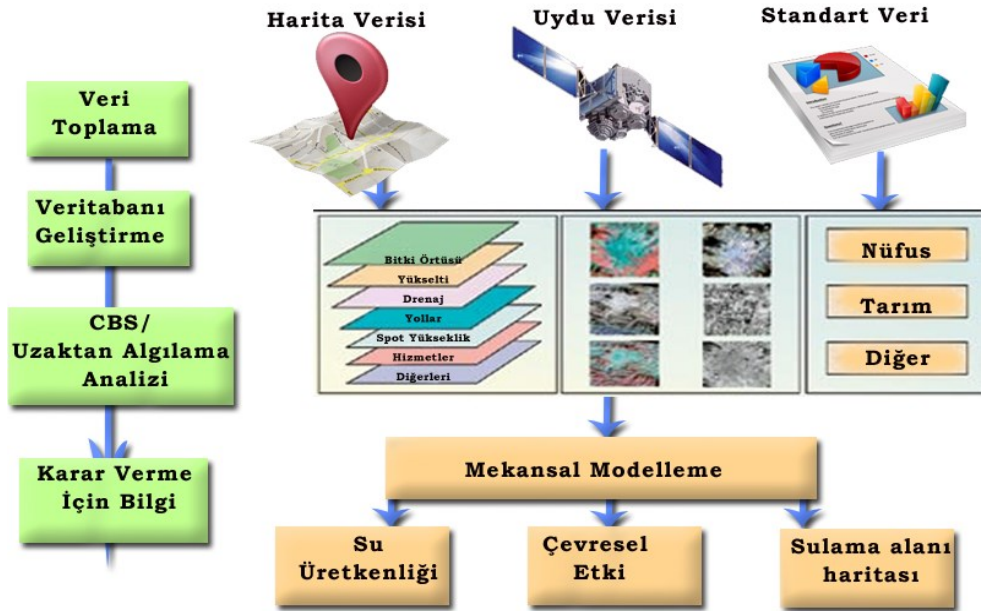 Harita Verisi
Uydu Verisi
Standart Veri
Veri
Toplama
Veritabanı
Geliştirme
CBS/
Uzaktan Algılama
Analizi
Karar Verme
İçin Bilgi
Bitki Örtüsü
Yükselti
Drenaj
Yollar
Spot Yükseklik
Hizmetler
Diğerleri
Nüfus
Tarım
Diğer
Mekansal Modelleme
Su
Üretkenliği
Çevresel
Etki
Sulama alanı
haritası